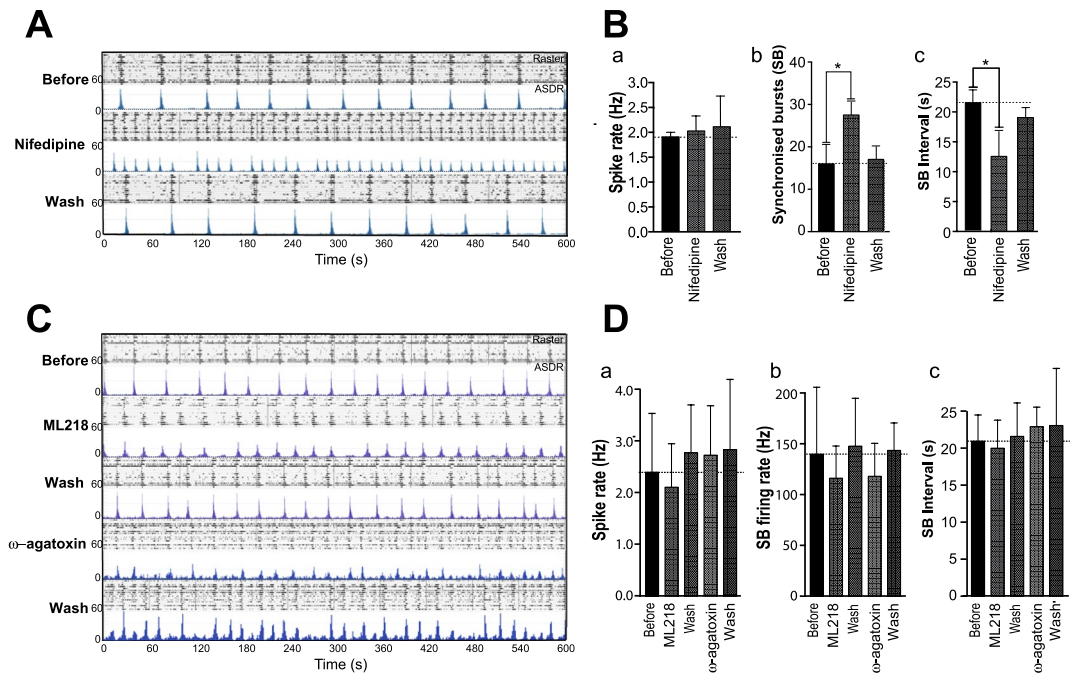 A
Before
60
0
Raster
ASDR
Nifedipine
60
0
Wash
60
0
0 60 120 180 240 300 360 420 480 540 600
Time (s)
B
a
Spike rate (Hz)
3.0
2.5
2.0
1.5
1.0
0.5
0.0
Before
Nifedipine
Wash
b
Synchronised bursts (SB)
40
30
20
10
0
*
Before
Nifedipine
Wash
c
SB Interval (s)
30
25
20
15
10
5
0
*
Before
Nifedipine
Wash
C
Before
60
0
Raster
ASDR
ML218
60
0
Wash
60
0
ω–agatoxin
60
0
Wash
60
0
0 60 120 180 240 300 360 420 480 540 600
Time (s)
D
a
Spike rate (Hz)
4.0
3.0
2.0
1.0
0.0
Before
ML218
Wash
ω-agatoxin
Wash
b
SB firing rate (Hz)
200
150
100
50
0
Before
ML218
Wash
ω-agatoxin
Wash
c
SB Interval (s)
25
20
15
10
5
0
Before
ML218
Wash
ω-agatoxin
Wash